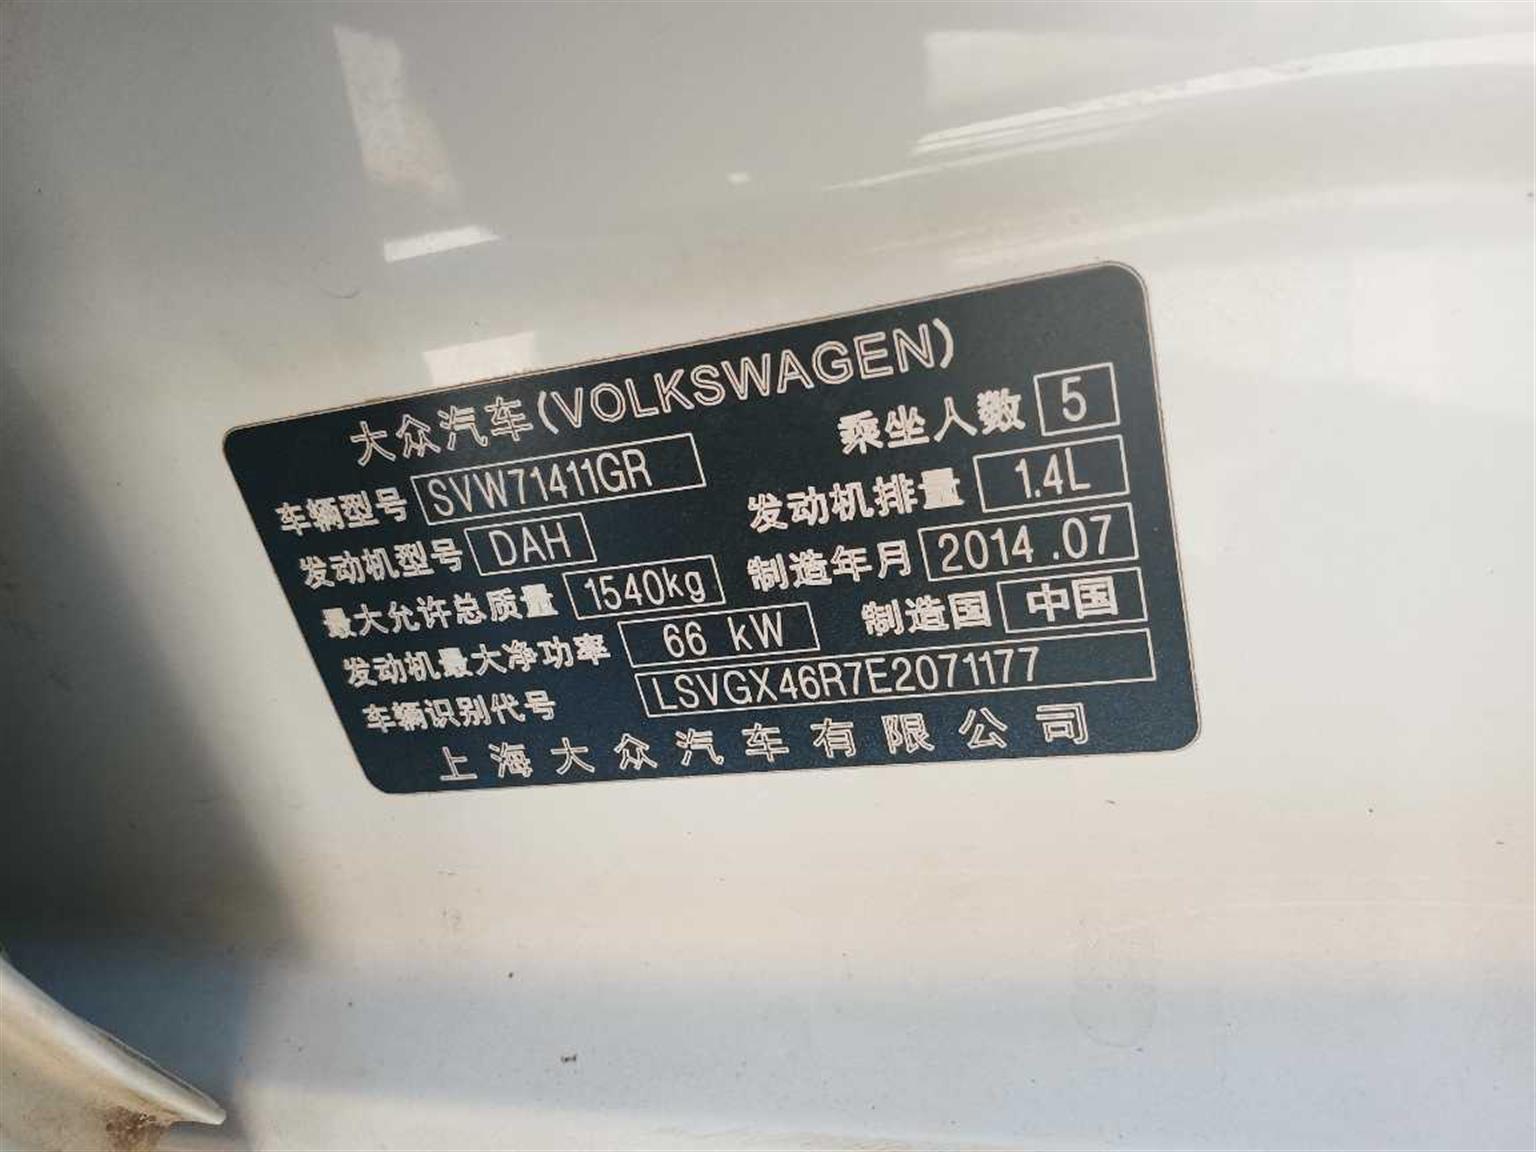 大众汽车(VOLKSWAGEN)
车辆型号 SVW71411GR 乘坐人数 5
发动机型号 DAH 发动机排量 1.4L
最大允许总质量 1540kg 制造年月 2014.07
发动机最大净功率 66 kW 制造国 中国
车辆识别代号 LSVGX46R7E2071177
上海大众汽车有限公司